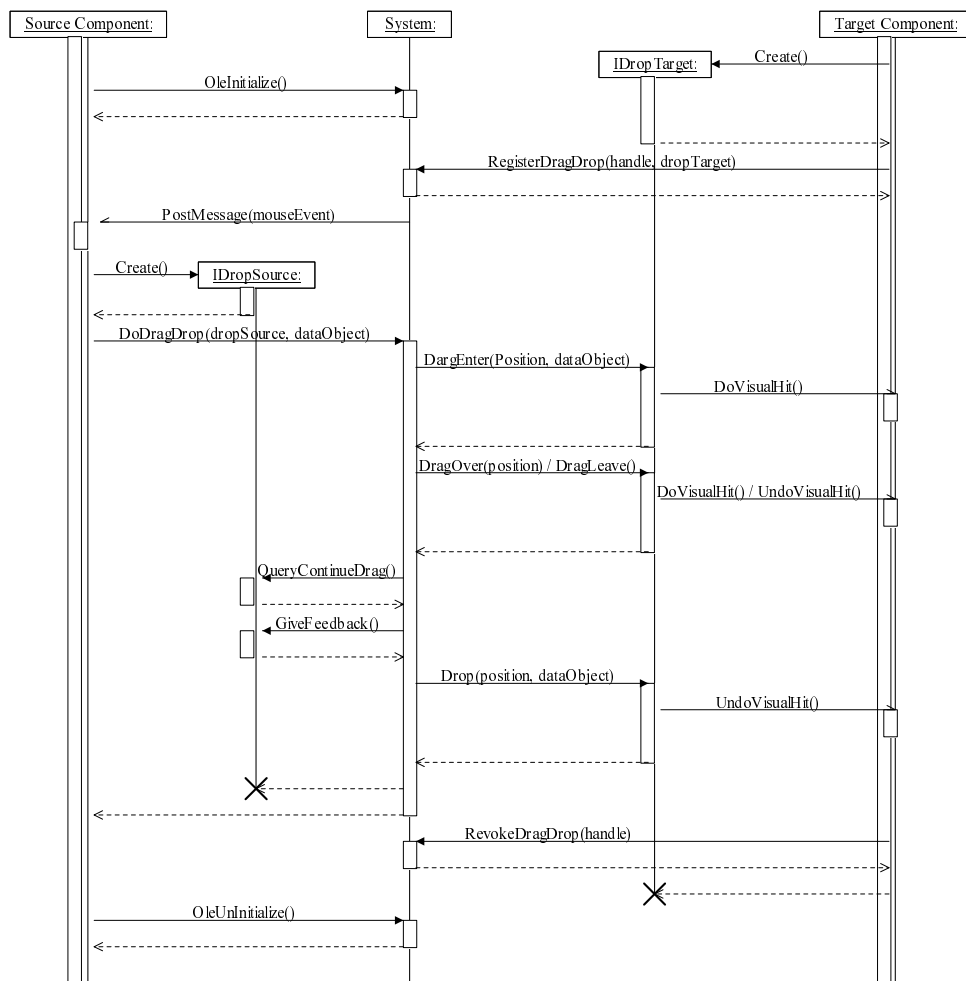 Source Component:
System:
Target Component:
IDropTarget:
Create()
OleInitialize()
RegisterDragDrop(handle, dropTarget)
PostMessage(mouseEvent)
Create()
IDropSource:
DoDragDrop(dropSource, dataObject)
DargEnter(Position, dataObject)
DoVisualHit()
DragOver(position) / DragLeave()
DoVisualHit() / UndoVisualHit()
QueryContinueDrag()
GiveFeedback()
Drop(position, dataObject)
UndoVisualHit()
RevokeDragDrop(handle)
OleUnInitialize()